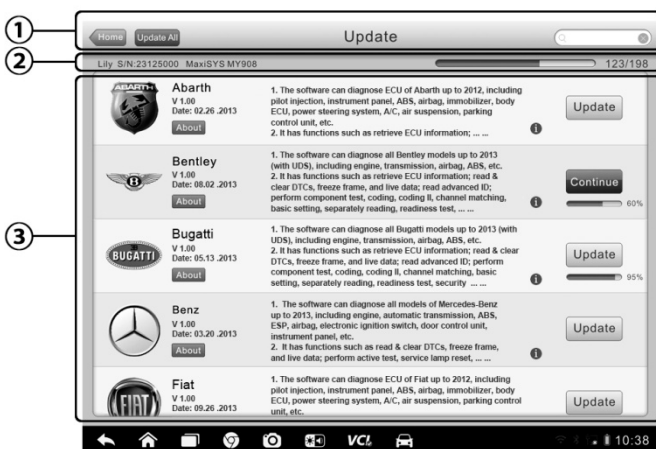 ①
Home
Update All
Update
②
Lily S/N:23125000 MaxiSYS MY908
123/198
③
ABARTH
Abarth
V 1.00
Date: 02.26 .2013
About
1. The software can diagnose ECU of Abarth up to 2012, including
pilot injection, instrument panel, ABS, airbag, immobilizer, body
ECU, power steering system, A/C, air suspension, parking
control unit, etc.
2. It has functions such as retrieve ECU information; ... ...
Update
B
Bentley
V 1.00
Date: 08.02 .2013
About
1. The software can diagnose all Bentley models up to 2013
(with UDS), including engine, transmission, airbag, ABS, etc.
2. It has functions such as retrieve ECU information; read &
clear DTCs, freeze frame, and live data; read advanced ID;
perform component test, coding, coding II, channel matching,
basic setting, separately reading, readiness test, ... ...
Continue
60%
BUGATTI
Bugatti
V 1.00
Date: 05.13 .2013
About
1. The software can diagnose all Bugatti models up to 2013 (with
UDS), including engine, transmission, airbag, ABS, etc.
2. It has functions such as retrieve ECU information; read & clear
DTCs, freeze frame, and live data; read advanced ID; perform
component test, coding, coding II, channel matching, basic
setting, separately reading, readiness test, security ... ...
Update
95%
Benz
V 1.00
Date: 03.20 .2013
About
1. The software can diagnose all models of Mercedes-Benz
up to 2013, including engine, automatic transmission, ABS,
ESP, airbag, electronic ignition switch, door control unit,
instrument panel, etc.
2. It has functions such as read & clear DTCs, freeze frame,
and live data; perform active test, service lamp reset, ... ...
Update
FIAT
Fiat
V 1.00
Date: 09.26 .2013
1. The software can diagnose ECU of Fiat up to 2012, including
pilot injection, instrument panel, ABS, airbag, immobilizer, body
ECU, power steering system, A/C, air suspension, parking control
unit, etc.
Update
VCI
10:38